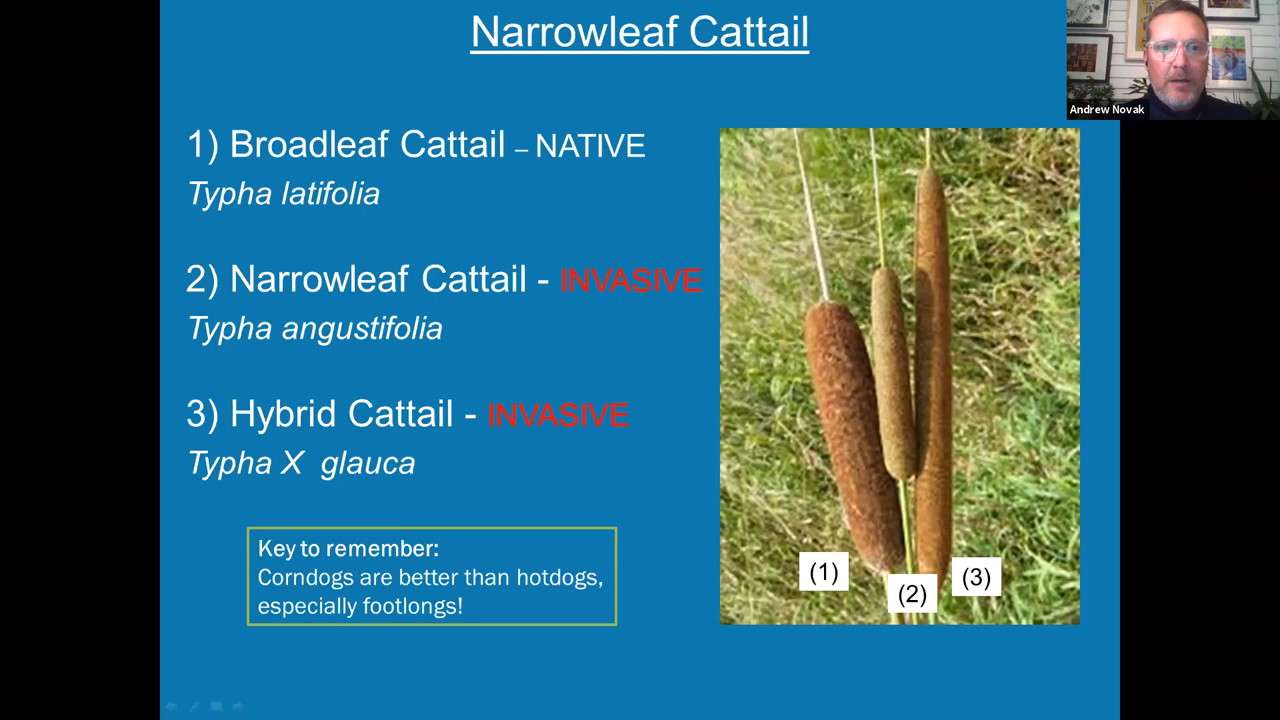 Narrowleaf Cattail
Andrew Novak
1) Broadleaf Cattail – NATIVE
Typha latifolia
2) Narrowleaf Cattail - INVASIVE
Typha angustifolia
3) Hybrid Cattail - INVASIVE
Typha X glauca
Key to remember:
Corndogs are better than hotdogs,
especially footlongs!
(1)
(2)
(3)